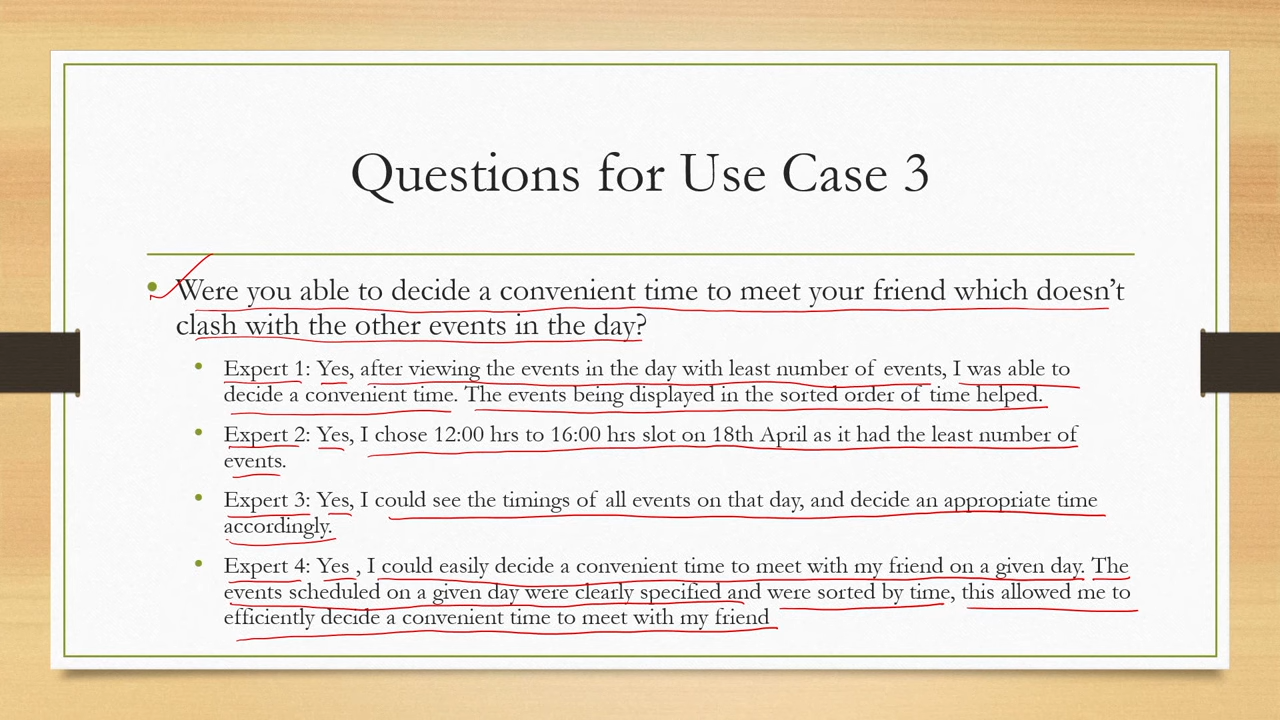 Questions for Use Case 3
• Were you able to decide a convenient time to meet your friend which doesn’t
clash with the other events in the day?
• Expert 1: Yes, after viewing the events in the day with least number of events, I was able to
decide a convenient time. The events being displayed in the sorted order of time helped.
• Expert 2: Yes, I chose 12:00 hrs to 16:00 hrs slot on 18th April as it had the least number of
events.
• Expert 3: Yes, I could see the timings of all events on that day, and decide an appropriate time
accordingly.
• Expert 4: Yes , I could easily decide a convenient time to meet with my friend on a given day. The
events scheduled on a given day were clearly specified and were sorted by time, this allowed me to
efficiently decide a convenient time to meet with my friend